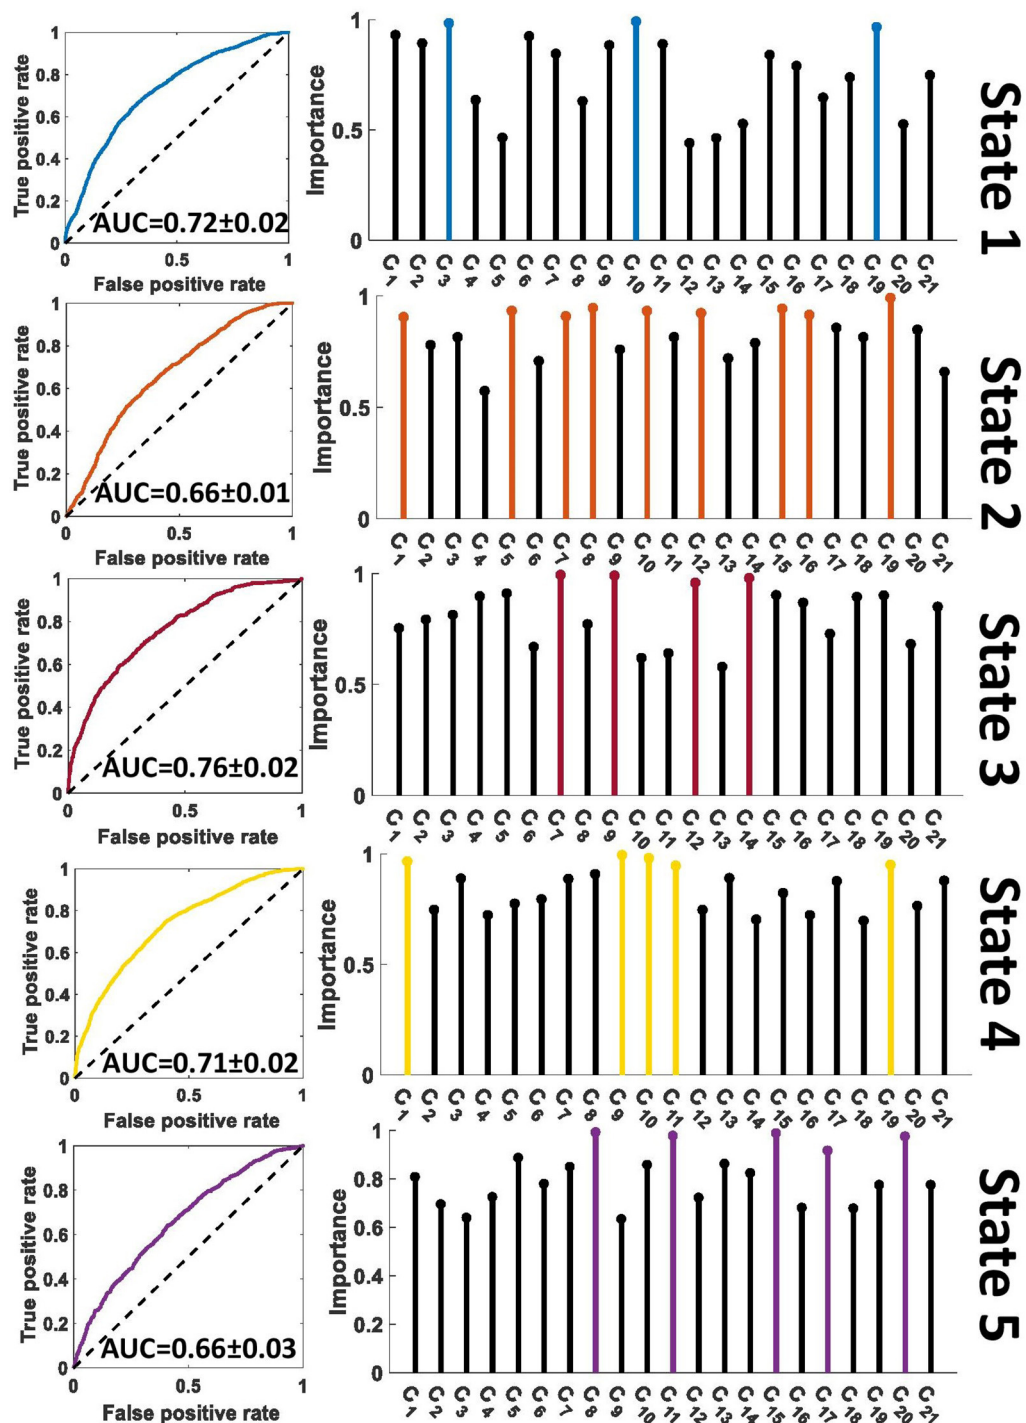 1
0.8
0.6
0.4
0.2
0
0 0.5 1
True positive rate
False positive rate
AUC=0.72±0.02
1
0.5
0
Importance
C1 C2 C3 C4 C5 C6 C7 C8 C9 C10 C11 C12 C13 C14 C15 C16 C17 C18 C19 C20 C21
State 1
1
0.8
0.6
0.4
0.2
0
0 0.5 1
True positive rate
False positive rate
AUC=0.66±0.01
1
0.5
0
Importance
C1 C2 C3 C4 C5 C6 C7 C8 C9 C10 C11 C12 C13 C14 C15 C16 C17 C18 C19 C20 C21
State 2
1
0.8
0.6
0.4
0.2
0
0 0.5 1
True positive rate
False positive rate
AUC=0.76±0.02
1
0.5
0
Importance
C1 C2 C3 C4 C5 C6 C7 C8 C9 C10 C11 C12 C13 C14 C15 C16 C17 C18 C19 C20 C21
State 3
1
0.8
0.6
0.4
0.2
0
0 1
True positive rate
False positive rate
AUC=0.71±0.02
1
0.5
0
Importance
C1 C2 C3 C4 C5 C6 C7 C8 C9 C10 C11 C12 C13 C14 C15 C16 C17 C18 C19 C20 C21
State 4
1
0.8
0.6
0.4
0.2
0
0 0.5 1
True positive rate
False positive rate
AUC=0.66±0.03
1
0.8
0.6
0.4
0.2
0
Importance
C1 C2 C3 C4 C5 C6 C7 C8 C9 C10 C11 C12 C13 C14 C15 C16 C17 C18 C19 C20 C21
State 5